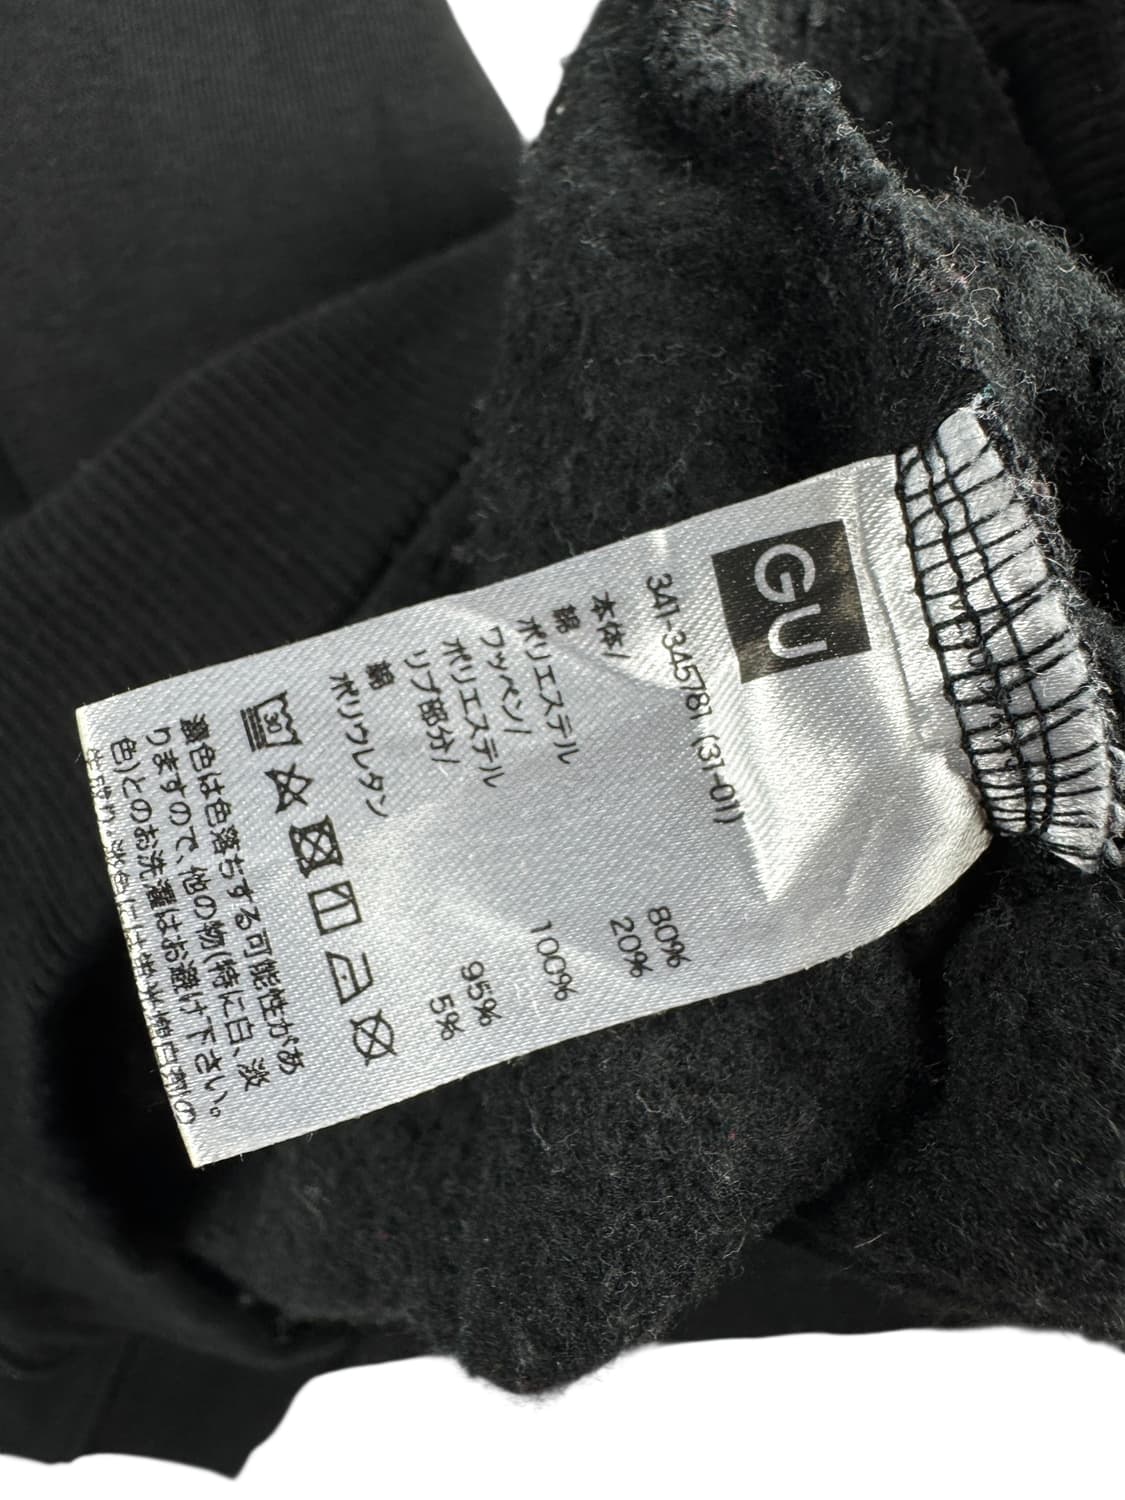 GU
341-345781 (31-01)
本体/
綿 80%
ポリエステル 20%
ワッペン/
ポリエステル 100%
リブ部分/
綿 95%
ポリウレタン 5%
30
濃色は色落ちする可能性があ
りますので、他の物(特に白、淡
色)とのお洗濯はお避け下さい。